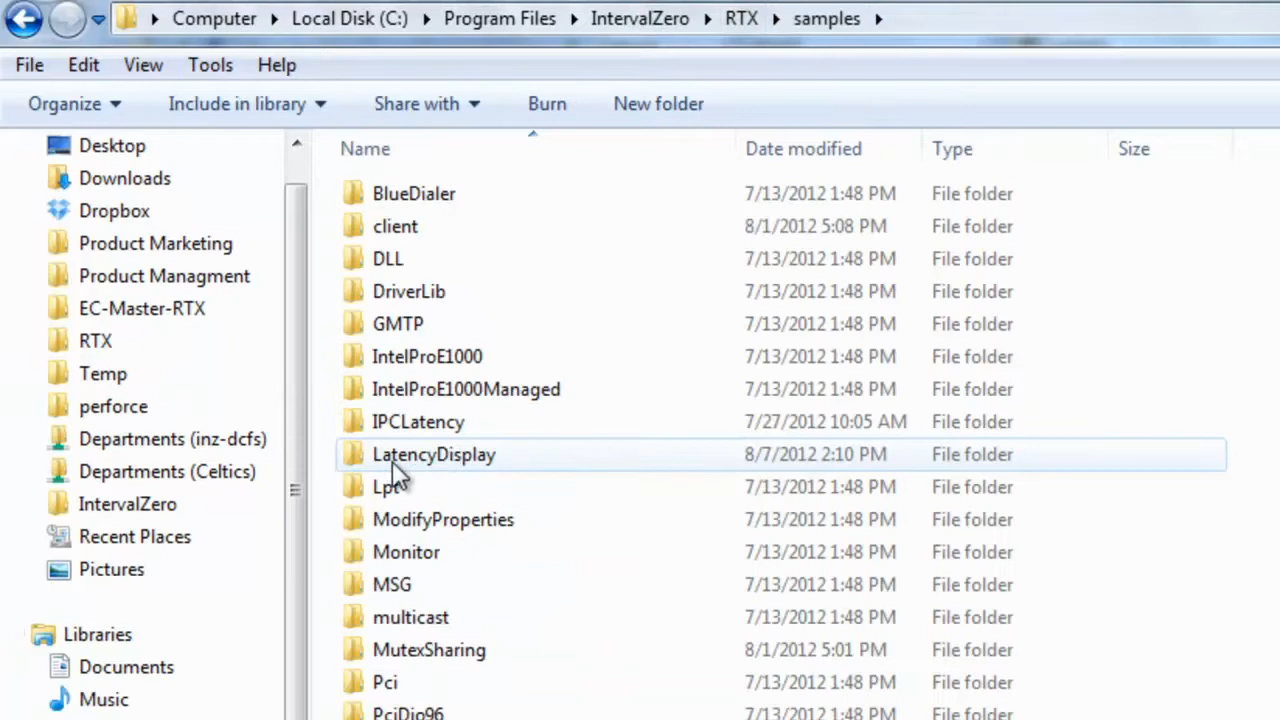 Computer Local Disk (C:) Program Files IntervalZero RTX samples
File Edit View Tools Help
Organize Include in library Share with Burn New folder
Name Date modified Type Size
Desktop
Downloads
Dropbox
Product Marketing
Product Managment
EC-Master-RTX
RTX
Temp
perforce
Departments (inz-dcfs)
Departments (Celtics)
IntervalZero
Recent Places
Pictures
Libraries
Documents
Music
BlueDialer 7/13/2012 1:48 PM File folder
client 8/1/2012 5:08 PM File folder
DLL 7/13/2012 1:48 PM File folder
DriverLib 7/13/2012 1:48 PM File folder
GMTP 7/13/2012 1:48 PM File folder
IntelProE1000 7/13/2012 1:48 PM File folder
IntelProE1000Managed 7/13/2012 1:48 PM File folder
IPCLatency 7/27/2012 10:05 AM File folder
LatencyDisplay 8/7/2012 2:10 PM File folder
Lpt 7/13/2012 1:48 PM File folder
ModifyProperties 7/13/2012 1:48 PM File folder
Monitor 7/13/2012 1:48 PM File folder
MSG 7/13/2012 1:48 PM File folder
multicast 7/13/2012 1:48 PM File folder
MutexSharing 8/1/2012 5:01 PM File folder
Pci 7/13/2012 1:48 PM File folder
PciDio96 7/13/2012 1:48 PM File folder